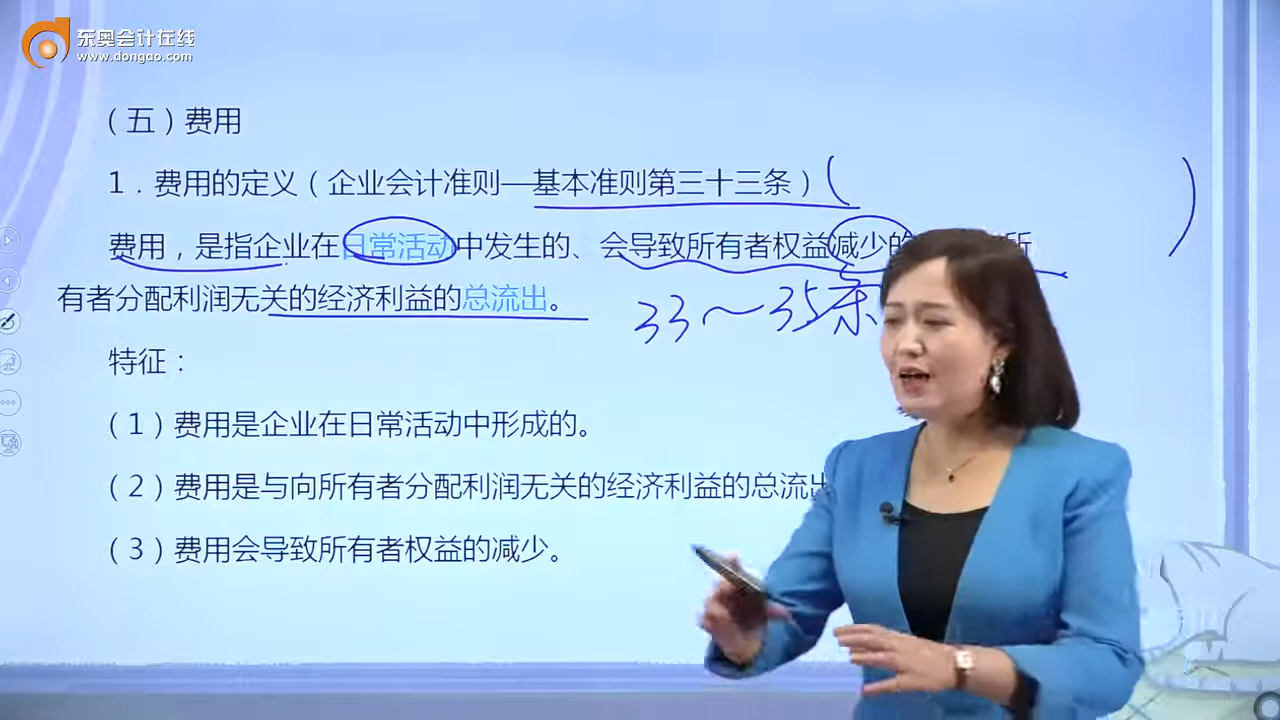 东奥会计在线
www.dongao.com
（五）费用
1．费用的定义（企业会计准则—基本准则第三十三条）(                    )
费用，是指企业在日常活动中发生的、会导致所有者权益减少的 所
有者分配利润无关的经济利益的总流出。
33～35条
特征：
（1）费用是企业在日常活动中形成的。
（2）费用是与向所有者分配利润无关的经济利益的总流出
（3）费用会导致所有者权益的减少。